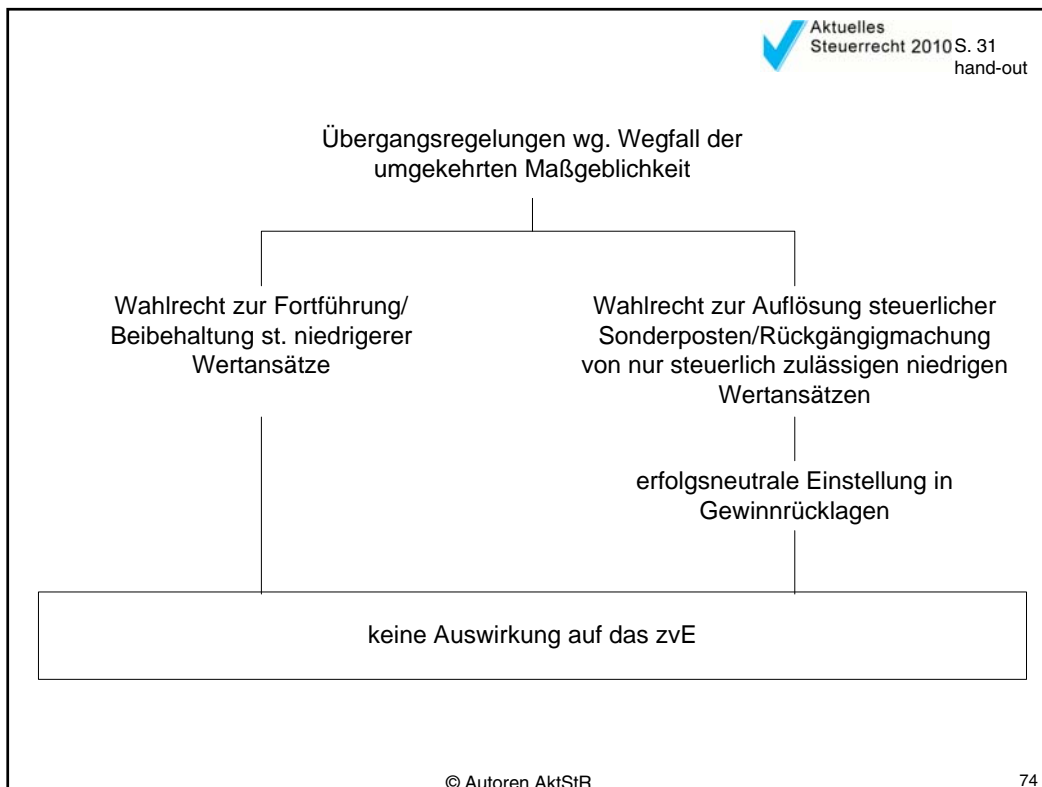 Aktuelles
Steuerrecht 2010 S. 31
hand-out
Übergangsregelungen wg. Wegfall der
umgekehrten Maßgeblichkeit
Wahlrecht zur Fortführung/
Beibehaltung st. niedrigerer
Wertansätze
Wahlrecht zur Auflösung steuerlicher
Sonderposten/Rückgängigmachung
von nur steuerlich zulässigen niedrigen
Wertansätzen
erfolgsneutrale Einstellung in
Gewinnrücklagen
keine Auswirkung auf das zvE
© Autoren AktStR
74